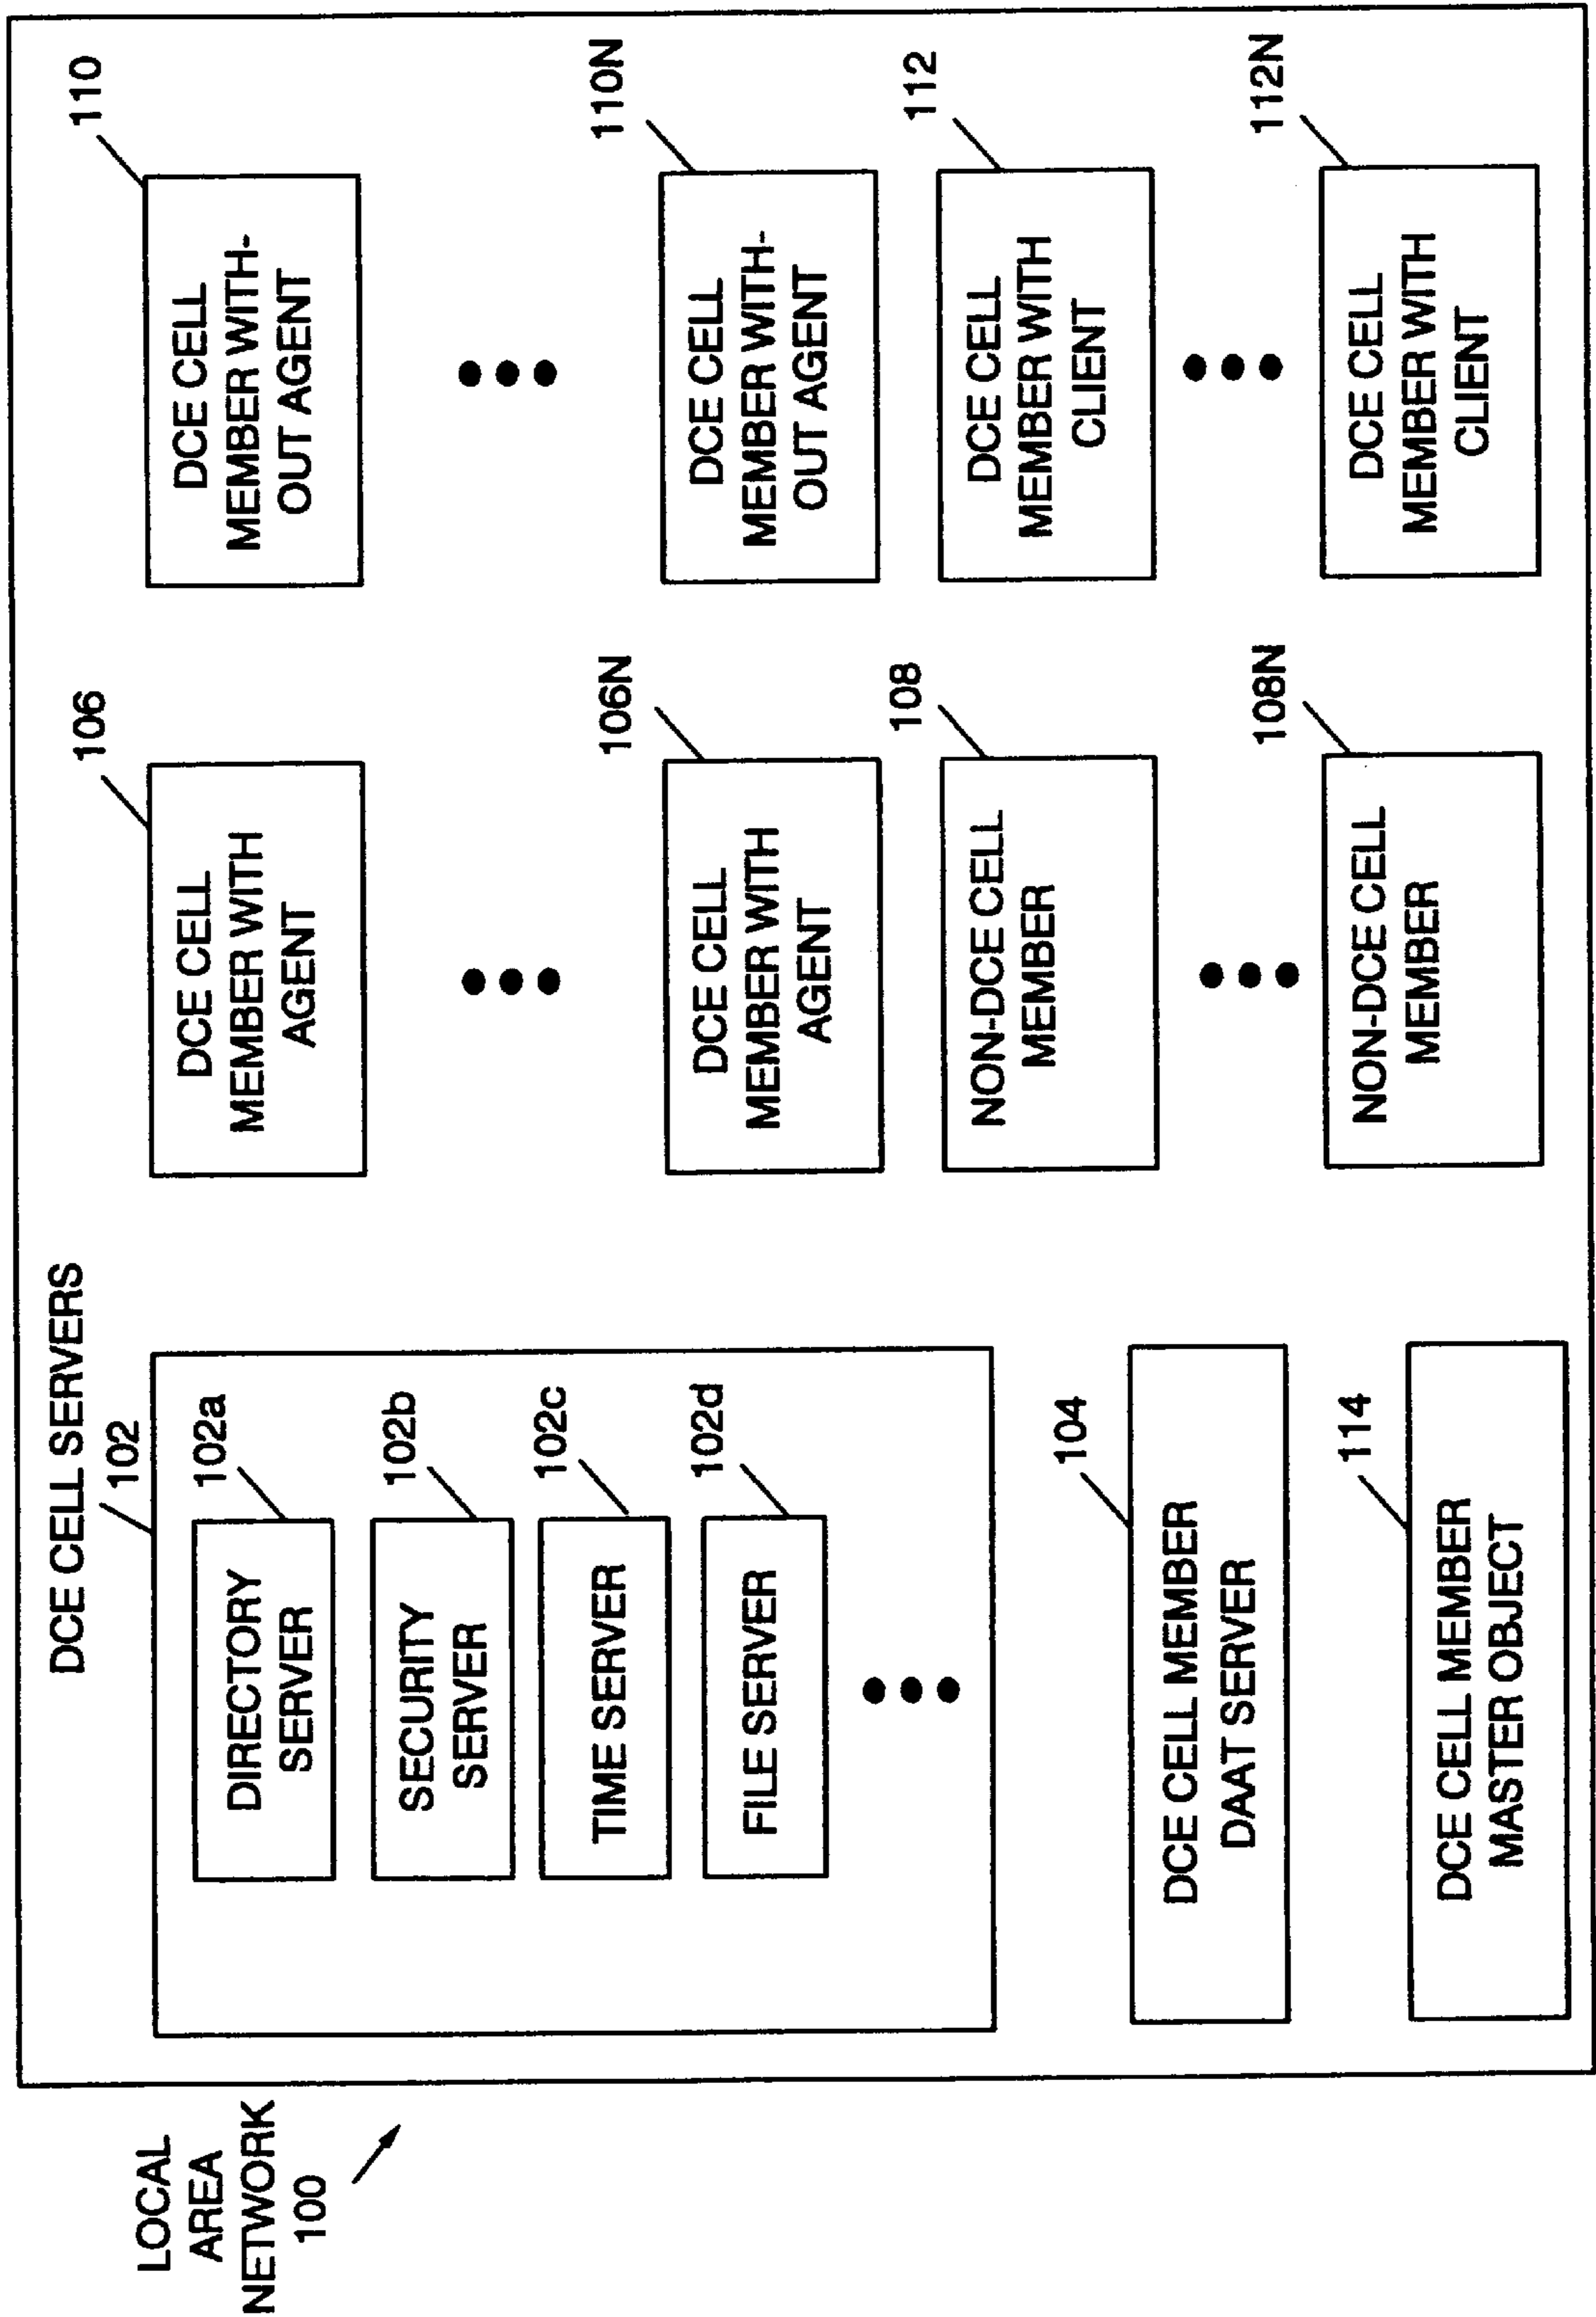 LOCAL
AREA
NETWORK
100
DCE CELL SERVERS
102
DIRECTORY
SERVER
102a
SECURITY
SERVER
102b
TIME SERVER
102c
FILE SERVER
102d
DCE CELL MEMBER
DAAT SERVER
104
DCE CELL MEMBER
MASTER OBJECT
114
106
DCE CELL
MEMBER WITH
AGENT
106N
DCE CELL
MEMBER WITH
AGENT
108
NON-DCE CELL
MEMBER
108N
NON-DCE CELL
MEMBER
110
DCE CELL
MEMBER WITH-
OUT AGENT
110N
DCE CELL
MEMBER WITH-
OUT AGENT
112
DCE CELL
MEMBER WITH
CLIENT
112N
DCE CELL
MEMBER WITH
CLIENT